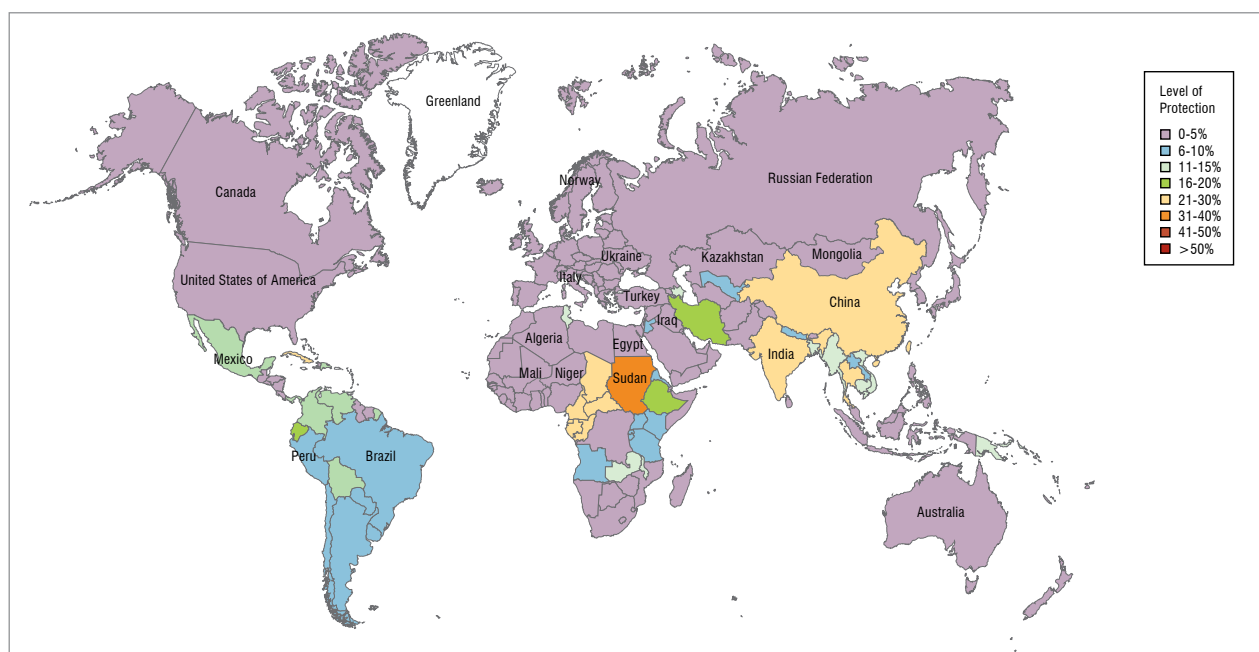 Greenland
Canada
United States of America
Mexico
Peru
Brazil
Norway
Russian Federation
Ukraine
Italy
Kazakhstan
Mongolia
Turkey
China
Iraq
Algeria
Egypt
India
Mali
Niger
Sudan
Australia
Level of
Protection
0-5%
6-10%
11-15%
16-20%
21-30%
31-40%
41-50%
>50%